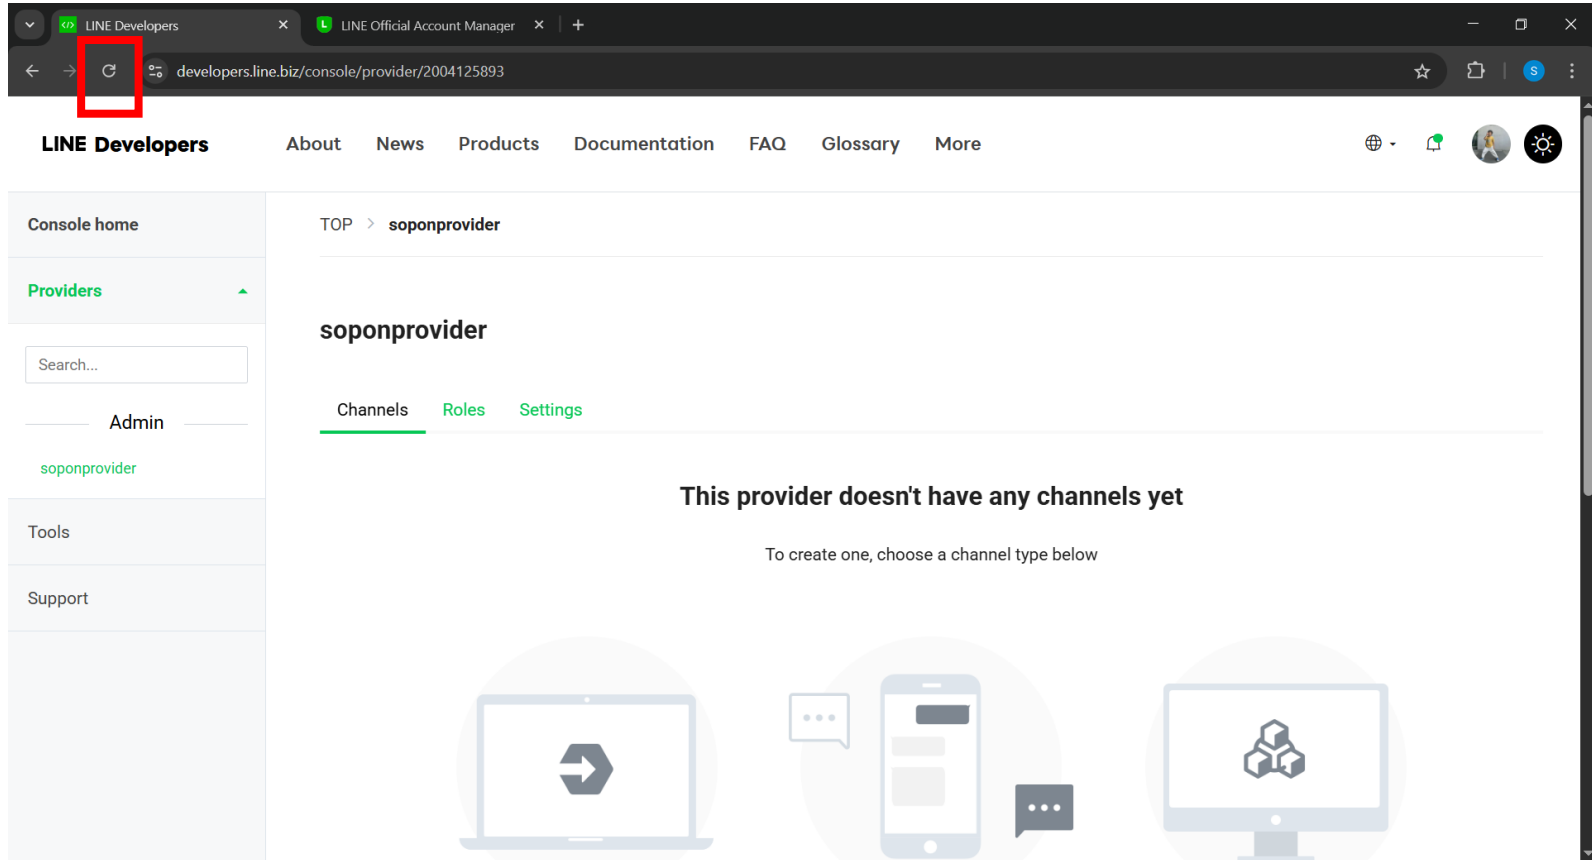 LINE Developers
LINE Official Account Manager
developers.line.biz/console/provider/2004125893
S
LINE Developers
About
News
Products
Documentation
FAQ
Glossary
More
Console home
Providers
Search...
Admin
soponprovider
Tools
Support
TOP > soponprovider
soponprovider
Channels
Roles
Settings
This provider doesn't have any channels yet
To create one, choose a channel type below